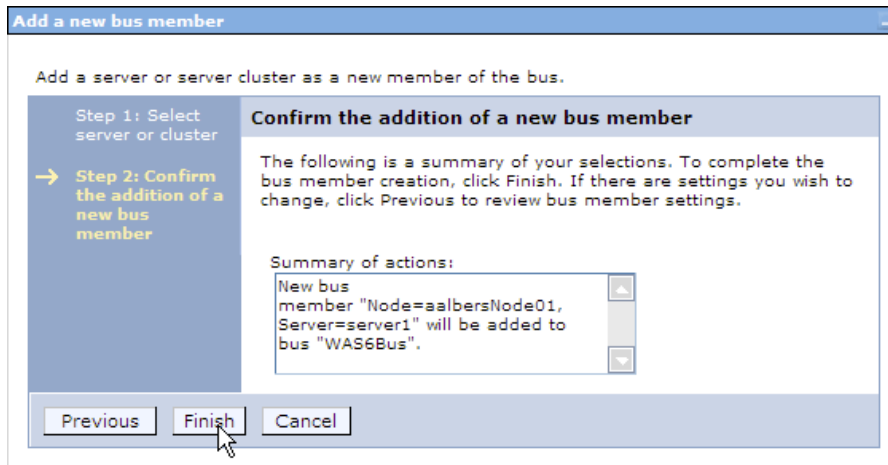 Add a new bus member
Add a server or server cluster as a new member of the bus.
Step 1: Select
server or cluster
Step 2: Confirm
the addition of a
new bus
member
Confirm the addition of a new bus member
The following is a summary of your selections. To complete the
bus member creation, click Finish. If there are settings you wish to
change, click Previous to review bus member settings.
Summary of actions:
New bus
member "Node=aalbersNode01,
Server=server1" will be added to
bus "WAS6Bus".
Previous Finish Cancel